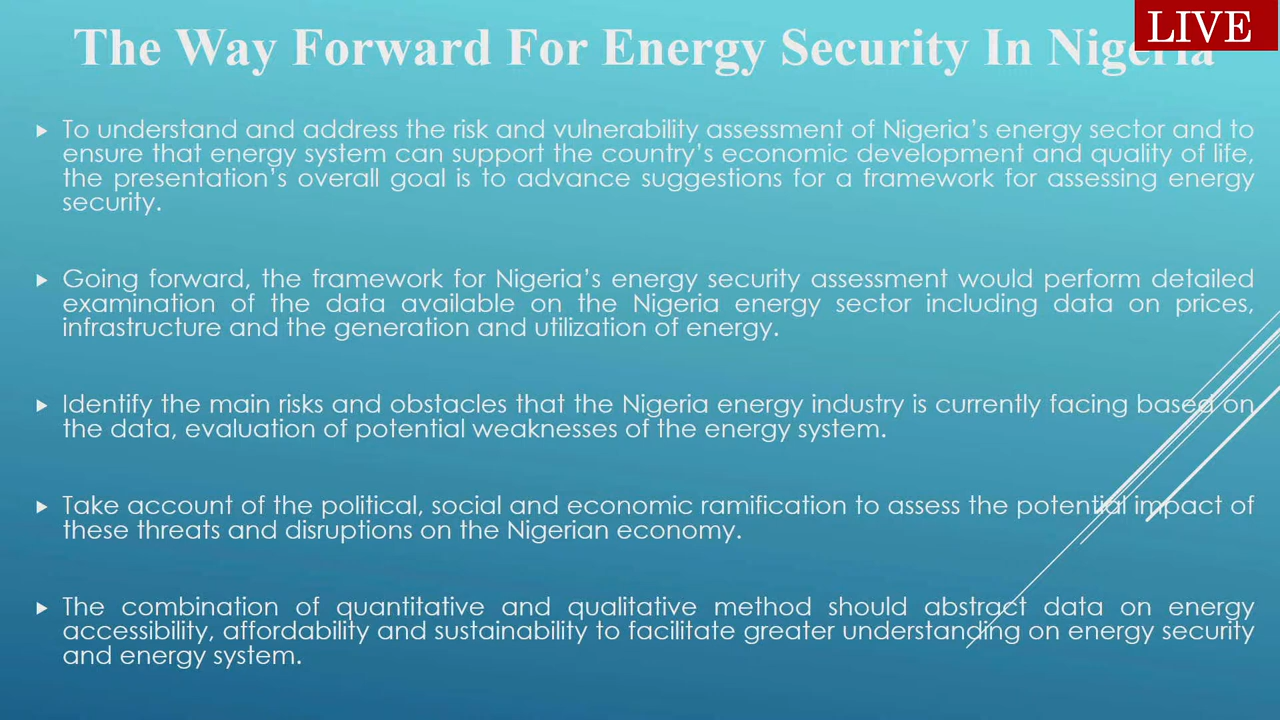 LIVE
The Way Forward For Energy Security In Nigeria
To understand and address the risk and vulnerability assessment of Nigeria's energy sector and to
ensure that energy system can support the country's economic development and quality of life,
the presentation's overall goal is to advance suggestions for a framework for assessing energy
security.
Going forward, the framework for Nigeria's energy security assessment would perform detailed
examination of the data available on the Nigeria energy sector including data on prices,
infrastructure and the generation and utilization of energy.
Identify the main risks and obstacles that the Nigeria energy industry is currently facing based on
the data, evaluation of potential weaknesses of the energy system.
Take account of the political, social and economic ramification to assess the potential impact of
these threats and disruptions on the Nigerian economy.
The combination of quantitative and qualitative method should abstract data on energy
accessibility, affordability and sustainability to facilitate greater understanding on energy security
and energy system.